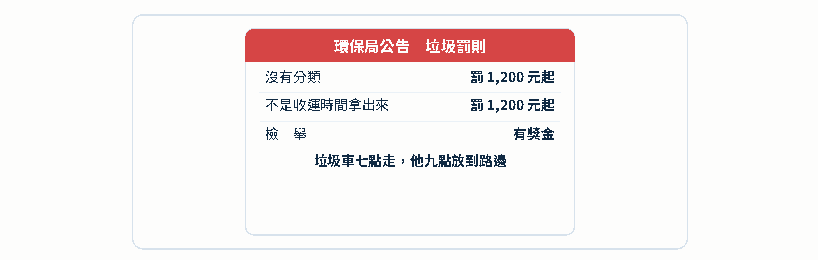 環保局公告　垃圾罰則
沒有分類　罰 1,200 元起
不是收運時間拿出來　罰 1,200 元起
檢　舉　有獎金
垃圾車七點走，他九點放到路邊